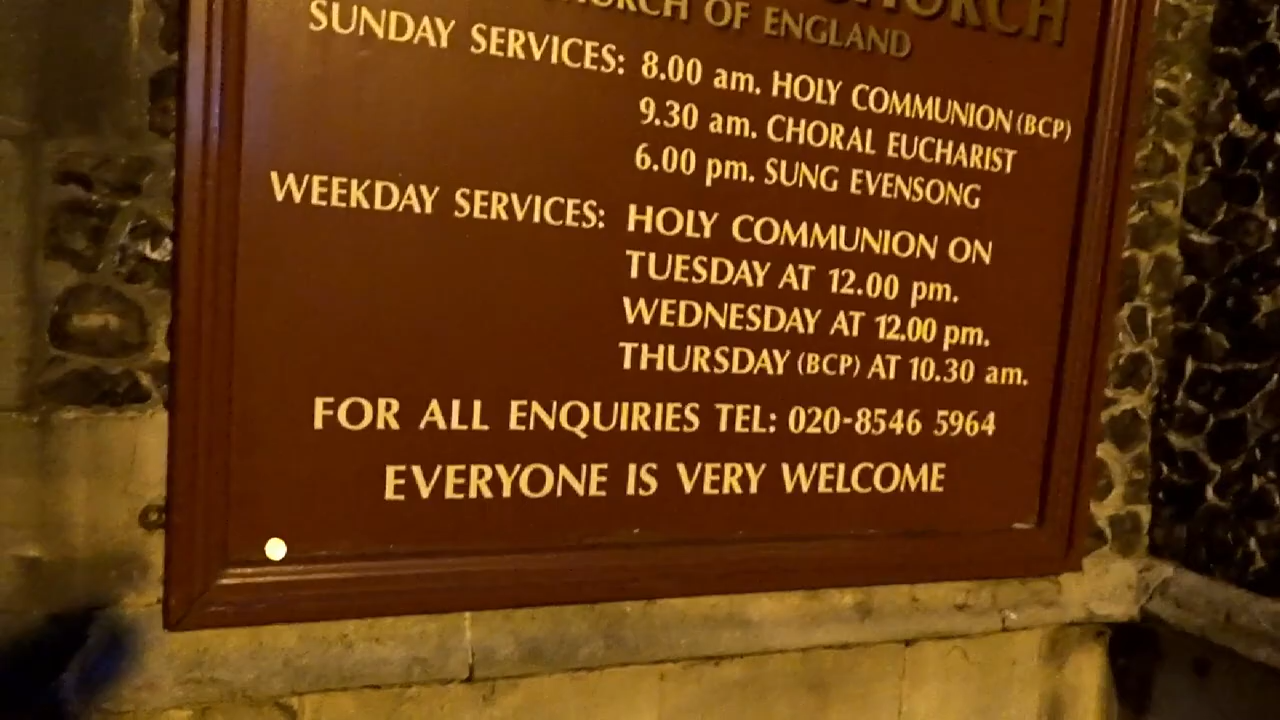 CHURCH
CHURCH OF ENGLAND
SUNDAY SERVICES: 8.00 am. HOLY COMMUNION (BCP)
9.30 am. CHORAL EUCHARIST
6.00 pm. SUNG EVENSONG
WEEKDAY SERVICES: HOLY COMMUNION ON
TUESDAY AT 12.00 pm.
WEDNESDAY AT 12.00 pm.
THURSDAY (BCP) AT 10.30 am.
FOR ALL ENQUIRIES TEL: 020-8546 5964
EVERYONE IS VERY WELCOME